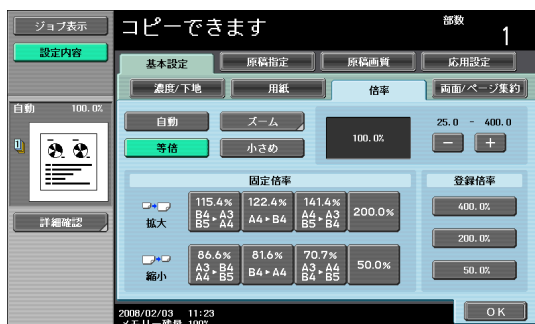 ジョブ表示
設定内容
コピーできます
部数
1
基本設定
原稿指定
原稿画質
応用設定
濃度/下地
用紙
倍率
両面/ページ集約
自動 100.0%
自動
ズーム
等倍
小さめ
100.0%
25.0 - 400.0
−
+
固定倍率
登録倍率
拡大
115.4%
B4▸A3
B5▸A4
122.4%
A4▸B4
141.4%
A4▸A3
B5▸B4
200.0%
縮小
86.6%
A3▸B4
A4▸B5
81.6%
B4▸A4
70.7%
A3▸A4
B4▸B5
50.0%
400.0%
200.0%
50.0%
詳細確認
2008/02/03 11:23
メモリー残量 100%
OK